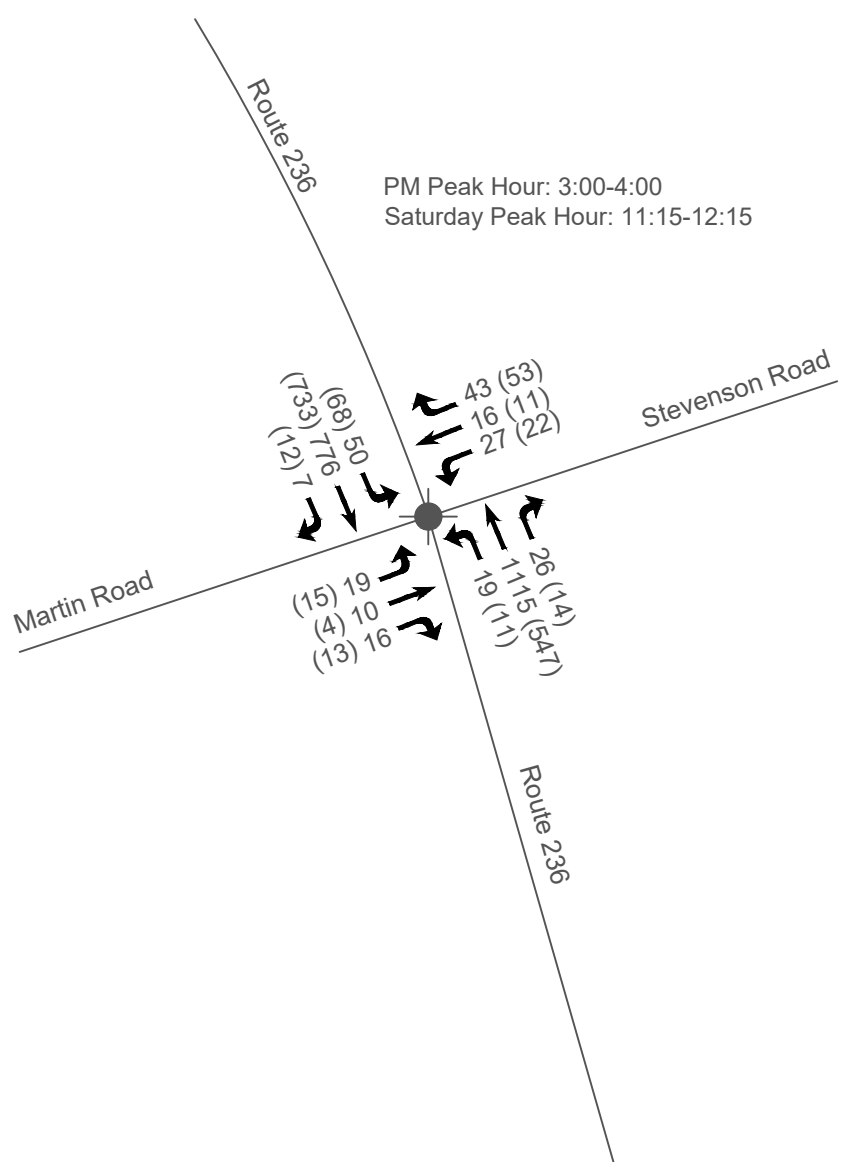 Route 236
PM Peak Hour: 3:00-4:00
Saturday Peak Hour: 11:15-12:15
Stevenson Road
43 (53)
16 (11)
27 (22)
(68) 50
(733) 776
(12) 7
Martin Road
(15) 19
(4) 10
(13) 16
19 (11)
1115 (547)
26 (14)
Route 236